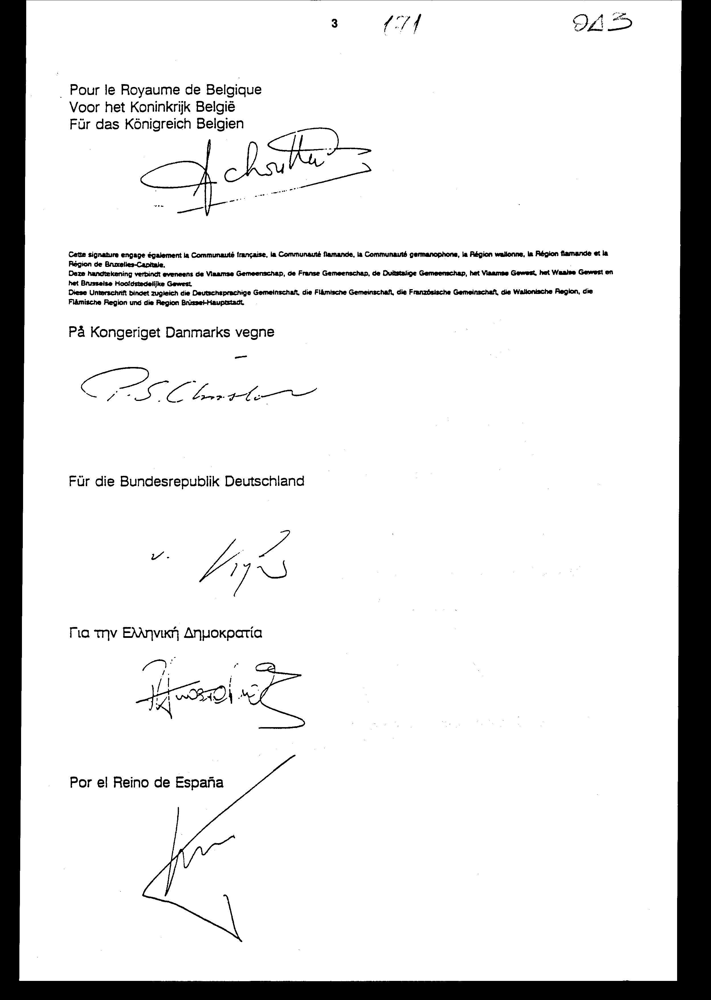 3 171
Pour le Royaume de Belgique
Voor het Koninkrijk België
Für das Königreich Belgien
Cette signature engage également la Communauté française, la Communauté flamande, la Communauté germanophone, la Région wallonne, la Région flamande et la
Région de Bruxelles-Capitale.
Deze handtekening verbindt eveneens de Vlaamse Gemeenschap, de Franse Gemeenschap, de Duitstalige Gemeenschap, het Vlaamse Gewest, het Waalse Gewest en
het Brusselse Hoofdstedelijke Gewest.
Diese Unterschrift bindet zugleich die Deutschsprachige Gemeinschaft, die Flämische Gemeinschaft, die Französische Gemeinschaft, die Wallonische Region, die
Flämische Region und die Region Brüssel-Hauptstadt.
På Kongeriget Danmarks vegne
P.S. Christensen
Für die Bundesrepublik Deutschland
Για την Ελληνική Δημοκρατία
Por el Reino de España